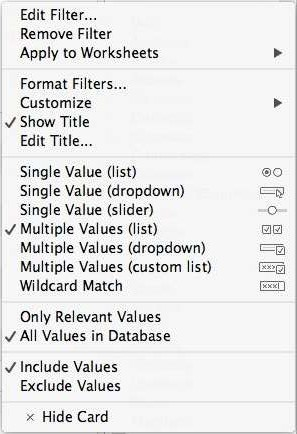 Edit Filter...
Remove Filter
Apply to Worksheets
Format Filters...
Customize
Show Title
Edit Title...
Single Value (list)
Single Value (dropdown)
Single Value (slider)
Multiple Values (list)
Multiple Values (dropdown)
Multiple Values (custom list)
Wildcard Match
Only Relevant Values
All Values in Database
Include Values
Exclude Values
Hide Card